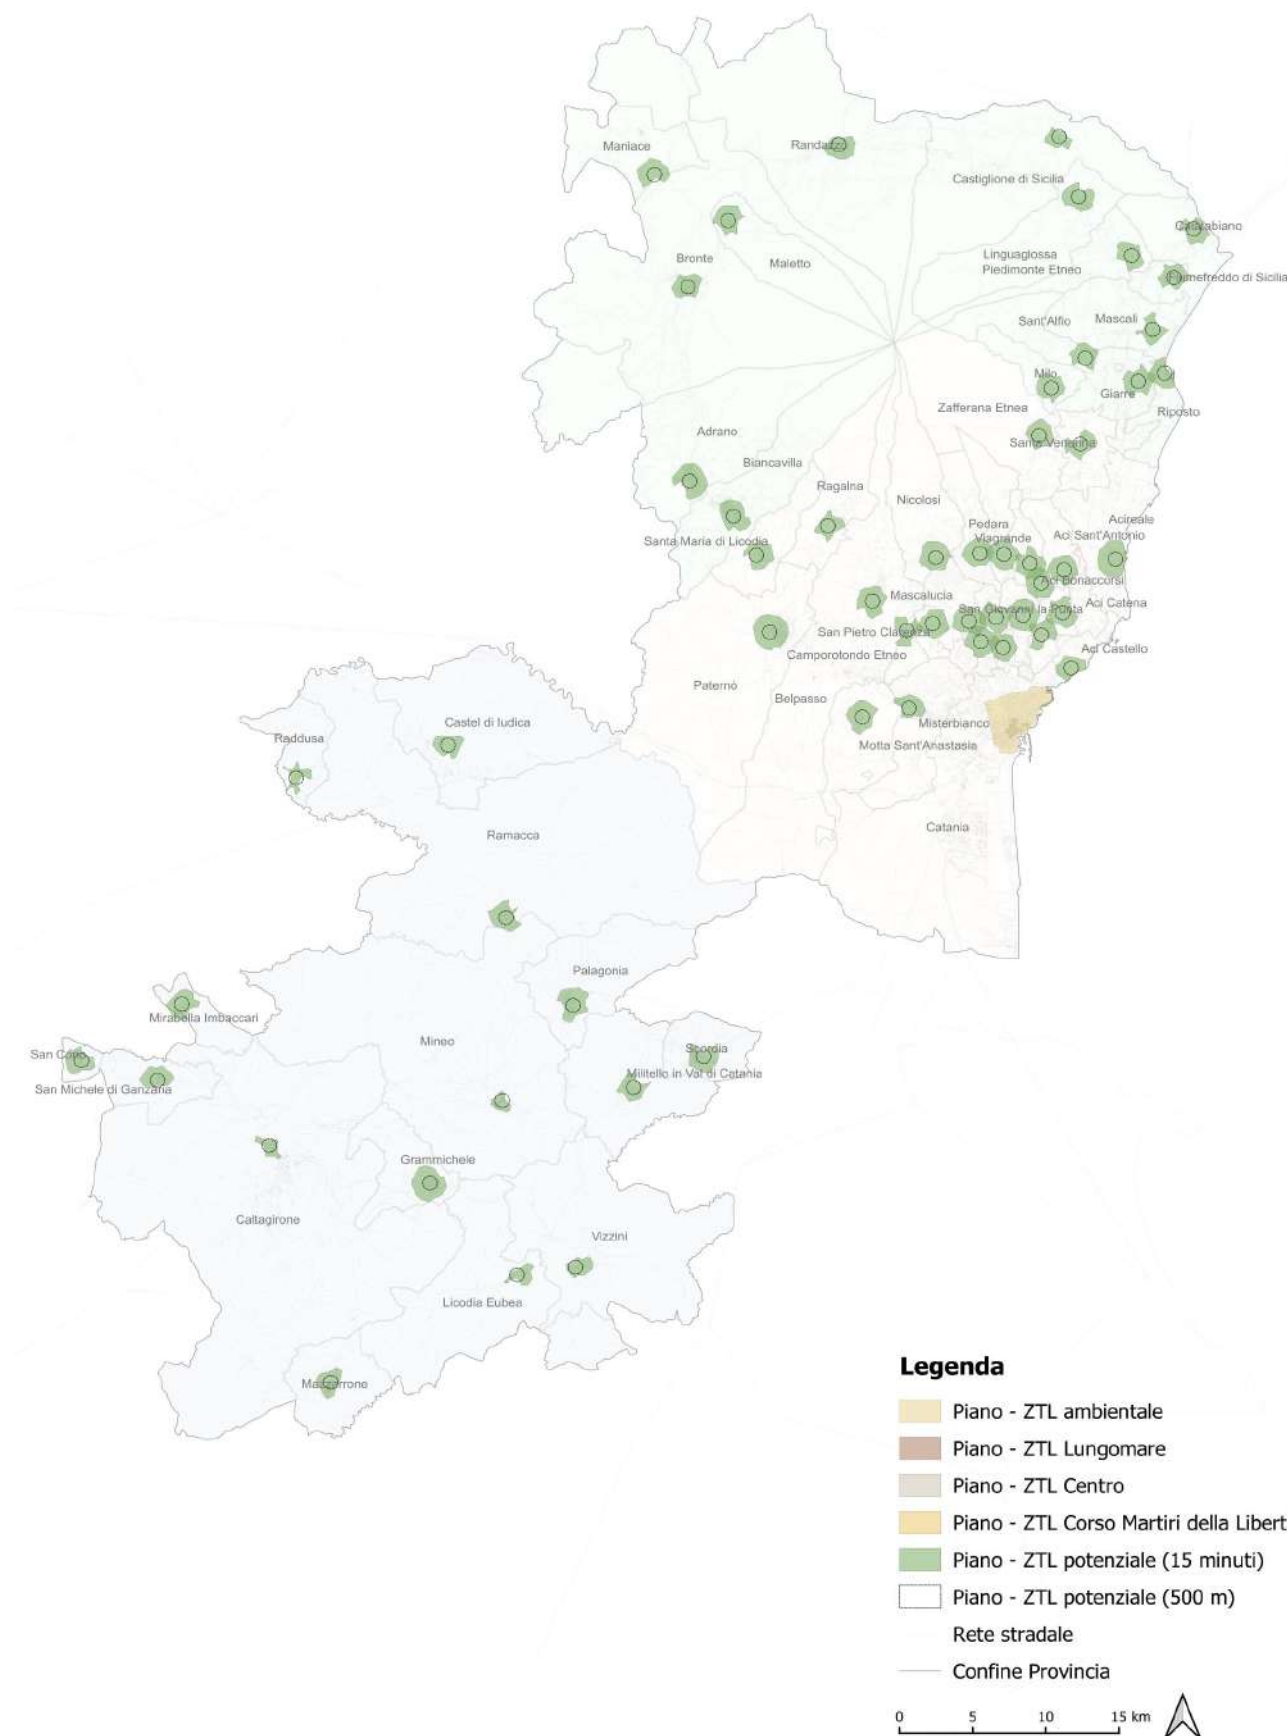 Maniace
Randazzo
Castiglione di Sicilia
Calatabiano
Bronte
Maletto
Linguaglossa
Piedimonte Etneo
Fiumefreddo di Sicilia
Sant'Alfio
Mascali
Milo
Giarre
Riposto
Zafferana Etnea
Santa Venerina
Adrano
Biancavilla
Ragalna
Nicolosi
Pedara
Viagrande
Acireale
Aci Sant'Antonio
Santa Maria di Licodia
Aci Bonaccorsi
Mascalucia
San Giovanni la Punta
Aci Catena
San Pietro Clarenza
Camporotondo Etneo
Aci Castello
Paternò
Belpasso
Misterbianco
Motta Sant'Anastasia
Catania
Castel di Iudica
Raddusa
Ramacca
Palagonia
Mirabella Imbaccari
Mineo
San Cono
San Michele di Ganzaria
Scordia
Militello in Val di Catania
Grammichele
Caltagirone
Vizzini
Licodia Eubea
Mazzarrone
Legenda
Piano - ZTL ambientale
Piano - ZTL Lungomare
Piano - ZTL Centro
Piano - ZTL Corso Martiri della Libert
Piano - ZTL potenziale (15 minuti)
Piano - ZTL potenziale (500 m)
Rete stradale
Confine Provincia
0 5 10 15 km